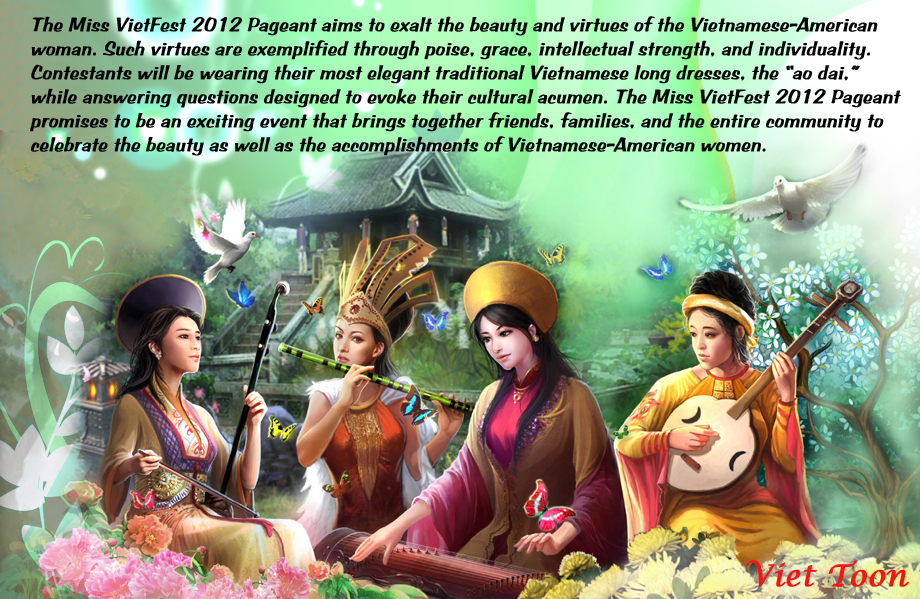 The Miss VietFest 2012 Pageant aims to exalt the beauty and virtues of the Vietnamese-American
woman. Such virtues are exemplified through poise, grace, intellectual strength, and individuality.
Contestants will be wearing their most elegant traditional Vietnamese long dresses, the "ao dai,"
while answering questions designed to evoke their cultural acumen. The Miss VietFest 2012 Pageant
promises to be an exciting event that brings together friends, families, and the entire community to
celebrate the beauty as well as the accomplishments of Vietnamese-American women.
Viet Toon